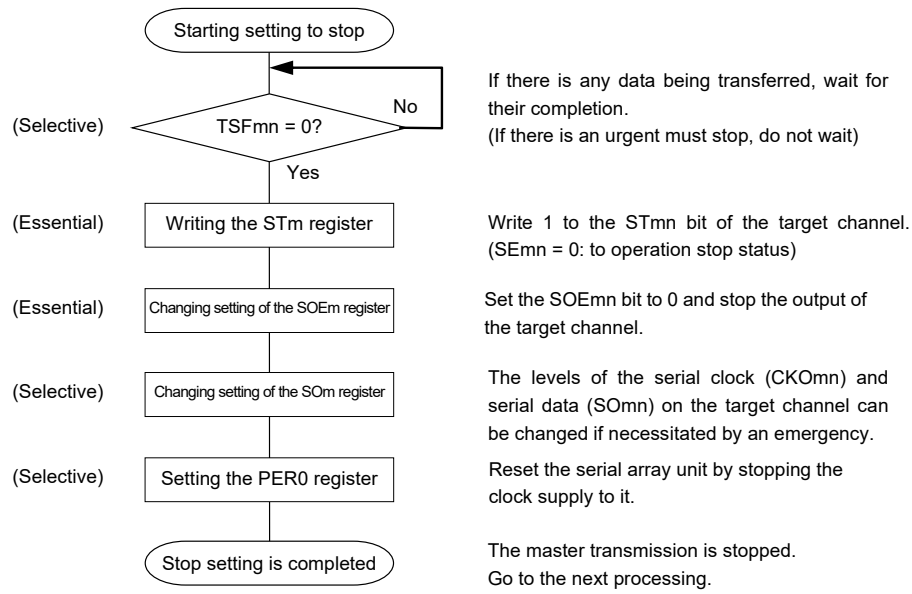 Starting setting to stop
No
If there is any data being transferred, wait for
their completion.
(If there is an urgent must stop, do not wait)
(Selective)
TSFmn = 0?
Yes
(Essential)
Writing the STm register
Write 1 to the STmn bit of the target channel.
(SEmn = 0: to operation stop status)
(Essential)
Changing setting of the SOEm register
Set the SOEmn bit to 0 and stop the output of
the target channel.
(Selective)
Changing setting of the SOm register
The levels of the serial clock (CKOmn) and
serial data (SOmn) on the target channel can
be changed if necessitated by an emergency.
(Selective)
Setting the PER0 register
Reset the serial array unit by stopping the
clock supply to it.
Stop setting is completed
The master transmission is stopped.
Go to the next processing.